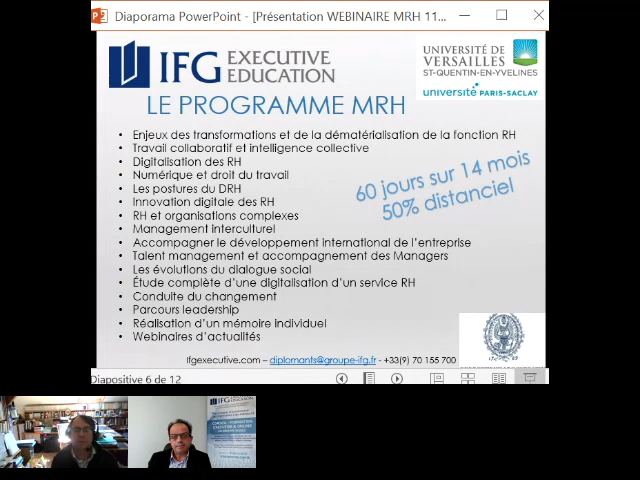 Diaporama PowerPoint - [Présentation WEBINAIRE MRH 11...
IFG EXECUTIVE EDUCATION
UNIVERSITÉ DE VERSAILLES
ST-QUENTIN-EN-YVELINES
université PARIS-SACLAY
LE PROGRAMME MRH
• Enjeux des transformations et de la dématérialisation de la fonction RH
• Travail collaboratif et intelligence collective
• Digitalisation des RH
• Numérique et droit du travail
• Les postures du DRH
• Innovation digitale des RH
• RH et organisations complexes
• Management interculturel
• Accompagner le développement international de l'entreprise
• Talent management et accompagnement des Managers
• Les évolutions du dialogue social
• Étude complète d'une digitalisation d'un service RH
• Conduite du changement
• Parcours leadership
• Réalisation d'un mémoire individuel
• Webinaires d'actualités
60 jours sur 14 mois
50% distanciel
Ifgexecutive.com – diplomants@groupe-ifg.fr - +33(9) 70 155 700
Diapositive 6 de 12
IFG EXECUTIVE